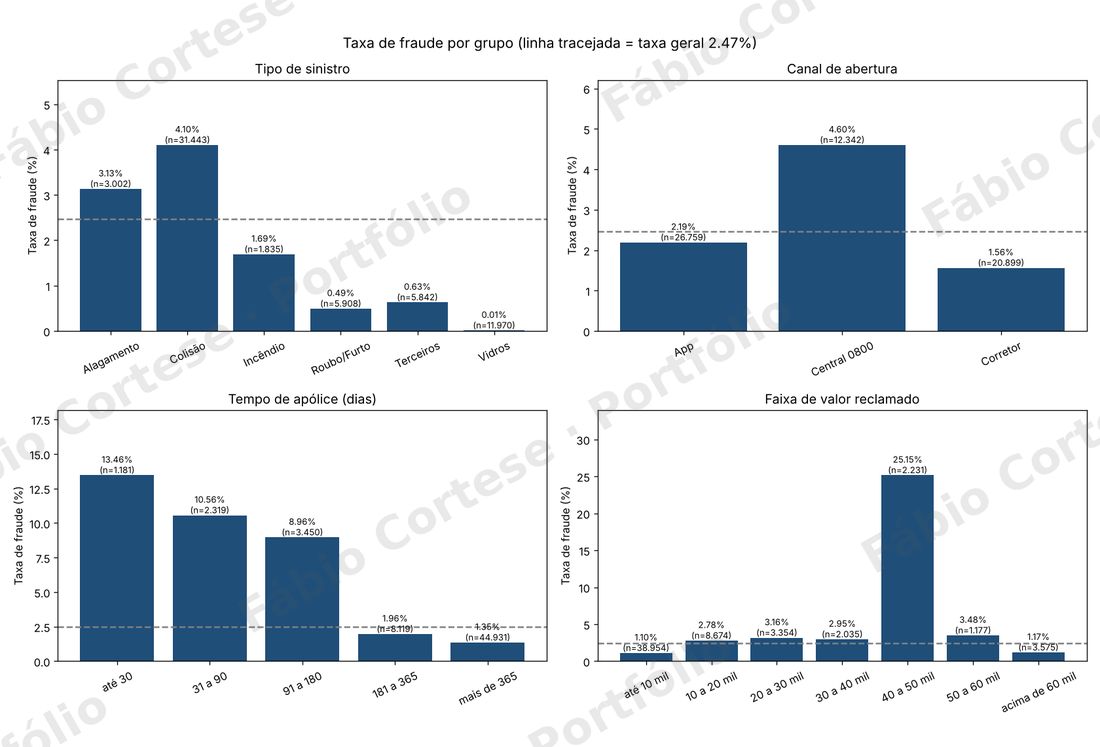 Taxa de fraude por grupo (linha tracejada = taxa geral 2.47%)
Tipo de sinistro
Taxa de fraude (%)
5
4
3
2
1
0
3.13%
(n=3.002)
4.10%
(n=31.443)
1.69%
(n=1.835)
0.49%
(n=5.908)
0.63%
(n=5.842)
0.01%
(n=11.970)
Alagamento
Colisão
Incêndio
Roubo/Furto
Terceiros
Vidros
Canal de abertura
Taxa de fraude (%)
6
5
4
3
2
1
0
2.19%
(n=26.759)
4.60%
(n=12.342)
1.56%
(n=20.899)
App
Central 0800
Corretor
Tempo de apólice (dias)
Taxa de fraude (%)
17.5
15.0
12.5
10.0
7.5
5.0
2.5
0.0
13.46%
(n=1.181)
10.56%
(n=2.319)
8.96%
(n=3.450)
1.96%
(n=8.119)
1.35%
(n=44.931)
até 30
31 a 90
91 a 180
181 a 365
mais de 365
Faixa de valor reclamado
Taxa de fraude (%)
30
25
20
15
10
5
0
1.10%
(n=38.954)
2.78%
(n=8.674)
3.16%
(n=3.354)
2.95%
(n=2.035)
25.15%
(n=2.231)
3.48%
(n=1.177)
1.17%
(n=3.575)
até 10 mil
10 a 20 mil
20 a 30 mil
30 a 40 mil
40 a 50 mil
50 a 60 mil
acima de 60 mil
Fábio Cortese · Portfólio